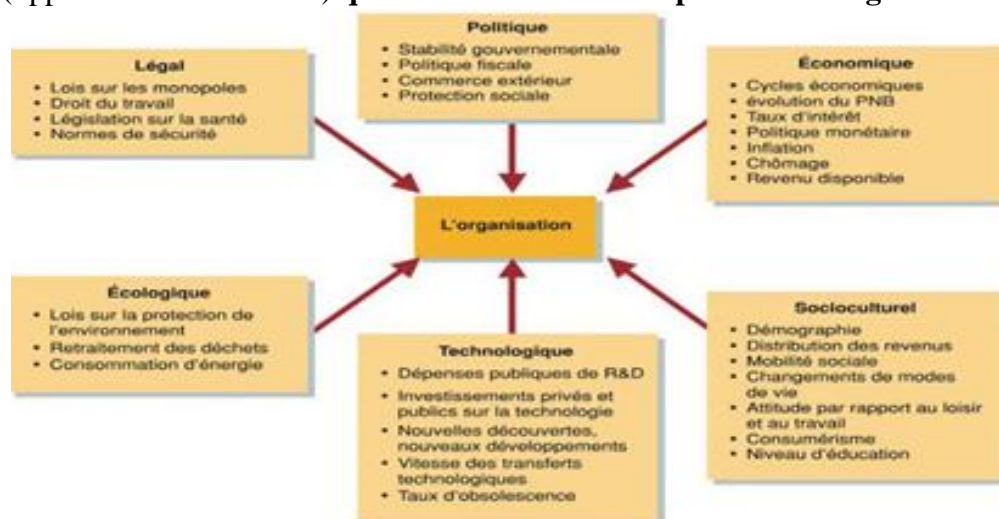 Politique
• Stabilité gouvernementale
• Politique fiscale
• Commerce extérieur
• Protection sociale
Légal
• Lois sur les monopoles
• Droit du travail
• Législation sur la santé
• Normes de sécurité
Économique
• Cycles économiques
• évolution du PNB
• Taux d'intérêt
• Politique monétaire
• Inflation
• Chômage
• Revenu disponible
L'organisation
Écologique
• Lois sur la protection de
l'environnement
• Retraitement des déchets
• Consommation d'énergie
Technologique
• Dépenses publiques de R&D
• Investissements privés et
publics sur la technologie
• Nouvelles découvertes,
nouveaux développements
• Vitesse des transferts
technologiques
• Taux d'obsolescence
Socioculturel
• Démographie
• Distribution des revenus
• Mobilité sociale
• Changements de modes
de vie
• Attitude par rapport au loisir
et au travail
• Consumérisme
• Niveau d'éducation